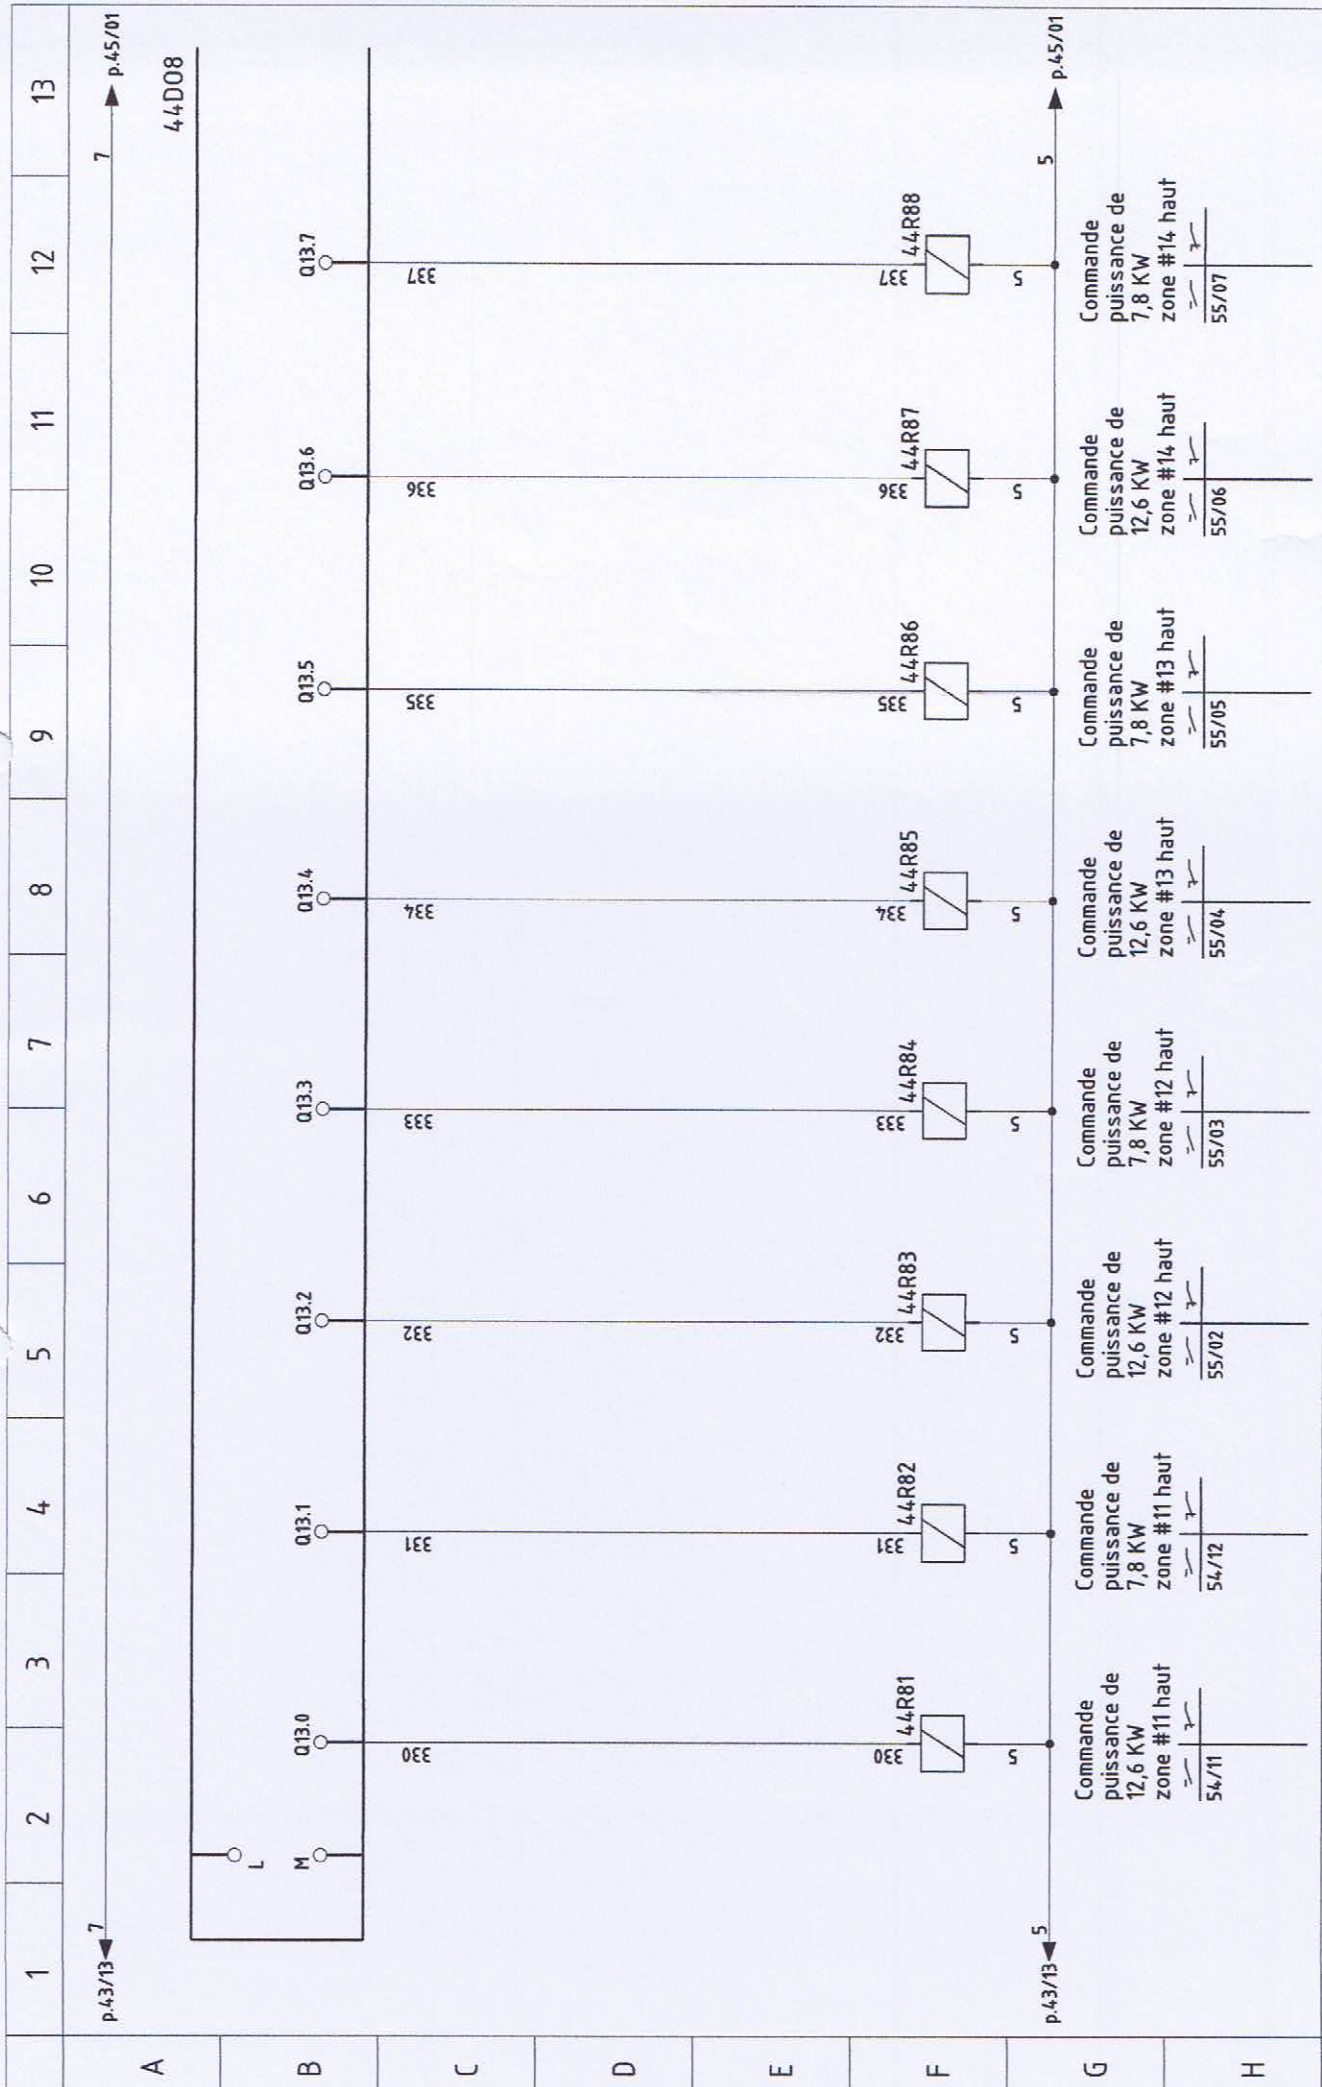 1 2 3 4 5 6 7 8 9 10 11 12 13
A
B
C
D
E
F
G
H
p.43/13 7
7 p.45/01
44DO8
L
M
Q13.0 Q13.1 Q13.2 Q13.3 Q13.4 Q13.5 Q13.6 Q13.7
330 331 332 333 334 335 336 337
330 331 332 333 334 335 336 337
44R81 44R82 44R83 44R84 44R85 44R86 44R87 44R88
5 5 5 5 5 5 5 5
p.43/13 5
5 p.45/01
Commande
puissance de
12,6 KW
zone #11 haut
54/11
Commande
puissance de
7,8 KW
zone #11 haut
54/12
Commande
puissance de
12,6 KW
zone #12 haut
55/02
Commande
puissance de
7,8 KW
zone #12 haut
55/03
Commande
puissance de
12,6 KW
zone #13 haut
55/04
Commande
puissance de
7,8 KW
zone #13 haut
55/05
Commande
puissance de
12,6 KW
zone #14 haut
55/06
Commande
puissance de
7,8 KW
zone #14 haut
55/07